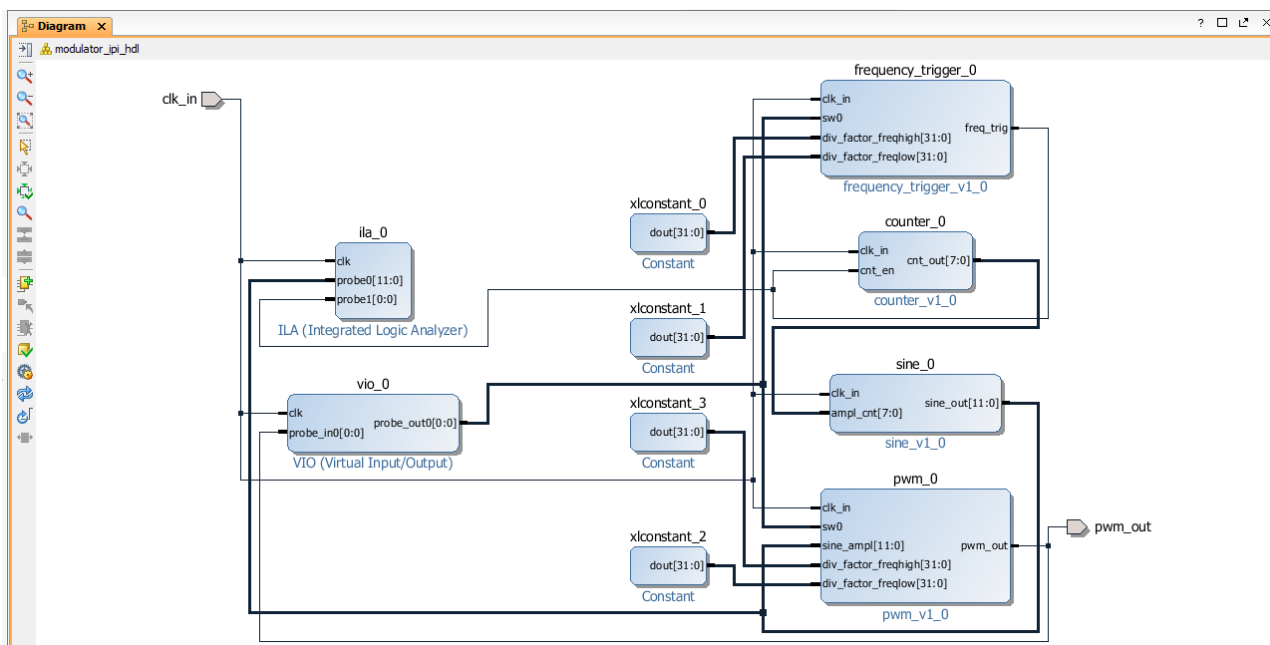 Diagram
?
modulator_ipi_hdl
clk_in
frequency_trigger_0
clk_in
sw0
freq_trig
div_factor_freqhigh[31:0]
div_factor_freqlow[31:0]
frequency_trigger_v1_0
xlconstant_0
dout[31:0]
Constant
counter_0
clk_in
cnt_out[7:0]
cnt_en
counter_v1_0
ila_0
clk
probe0[11:0]
probe1[0:0]
ILA (Integrated Logic Analyzer)
xlconstant_1
dout[31:0]
Constant
sine_0
clk_in
sine_out[11:0]
ampl_cnt[7:0]
sine_v1_0
vio_0
clk
probe_out0[0:0]
probe_in0[0:0]
VIO (Virtual Input/Output)
xlconstant_3
dout[31:0]
Constant
pwm_0
clk_in
sw0
sine_ampl[11:0]
pwm_out
div_factor_freqhigh[31:0]
div_factor_freqlow[31:0]
pwm_v1_0
pwm_out
xlconstant_2
dout[31:0]
Constant